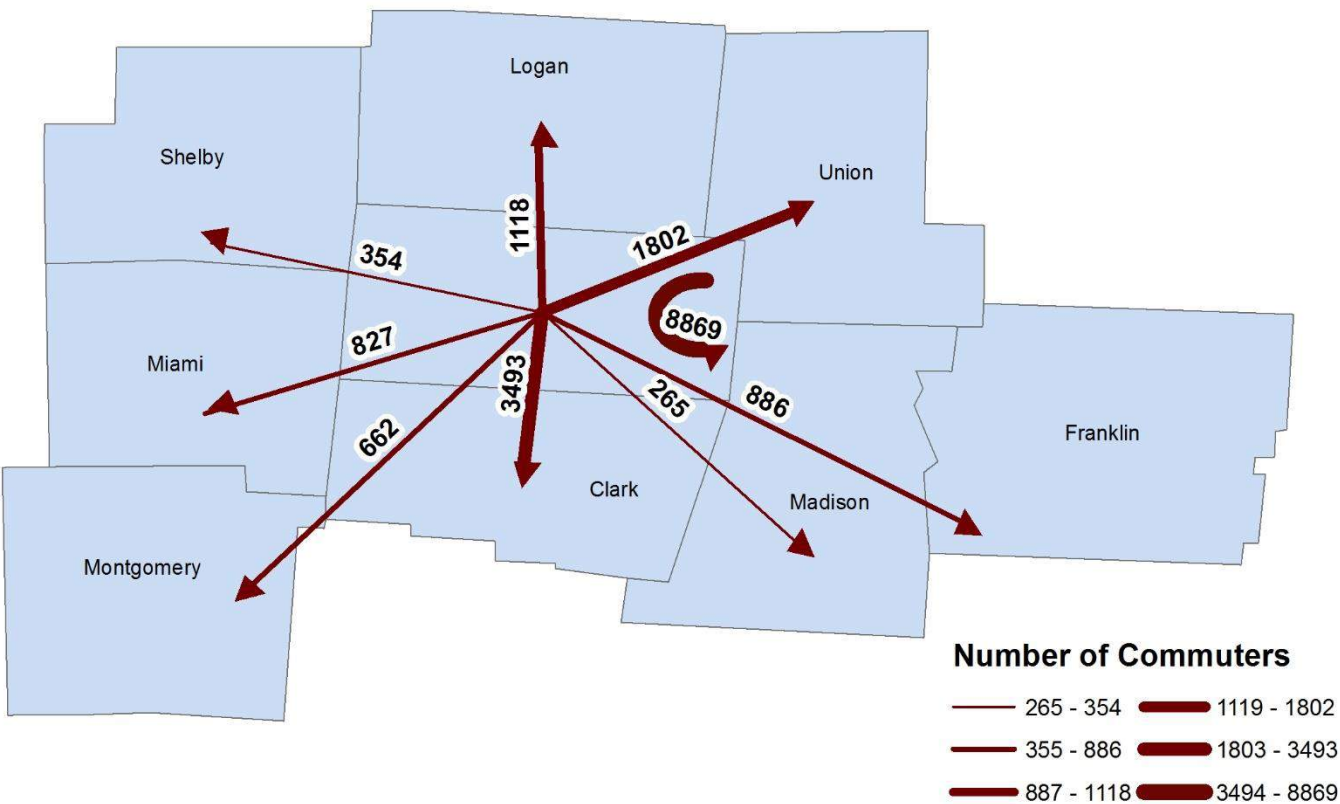 Logan
Shelby
Union
1118
1802
354
8869
827
Miami
3493
265
886
662
Franklin
Clark
Madison
Montgomery
Number of Commuters
265 - 354 1119 - 1802
355 - 886 1803 - 3493
887 - 1118 3494 - 8869